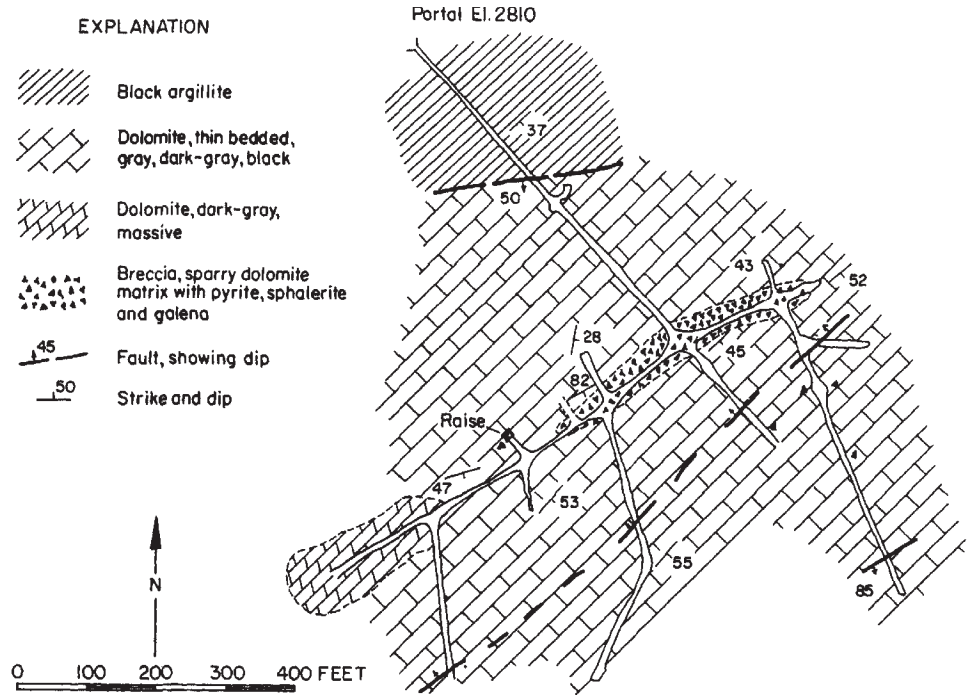 Portal El. 2810
EXPLANATION
Black argillite
Dolomite, thin bedded,
gray, dark-gray, black
Dolomite, dark-gray,
massive
Breccia, sparry dolomite
matrix with pyrite, sphalerite
and galena
45
Fault, showing dip
50
Strike and dip
37
50
43
52
28
45
82
Raise
47
53
55
85
N
0 100 200 300 400 FEET